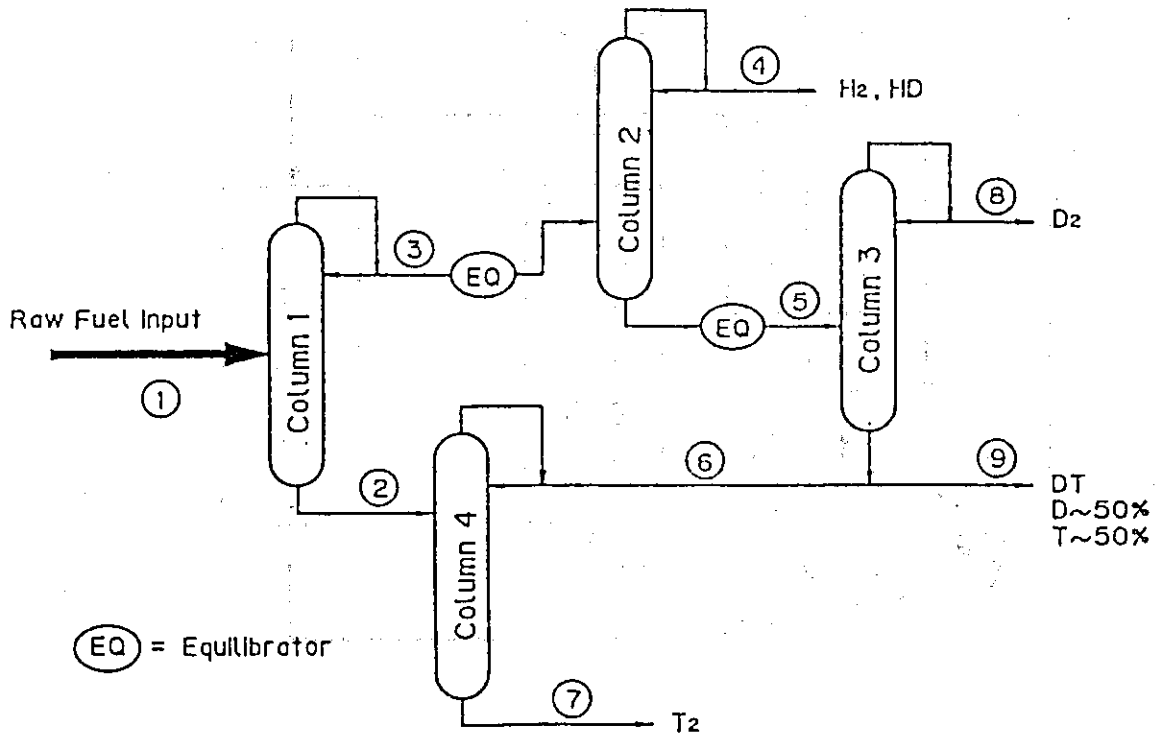 4
H2, HD
Column 2
8
D2
Column 3
3
EQ
5
EQ
Raw Fuel Input
1
Column 1
2
6
9
DT
D~50%
T~50%
Column 4
EQ = Equilibrator
7
T2